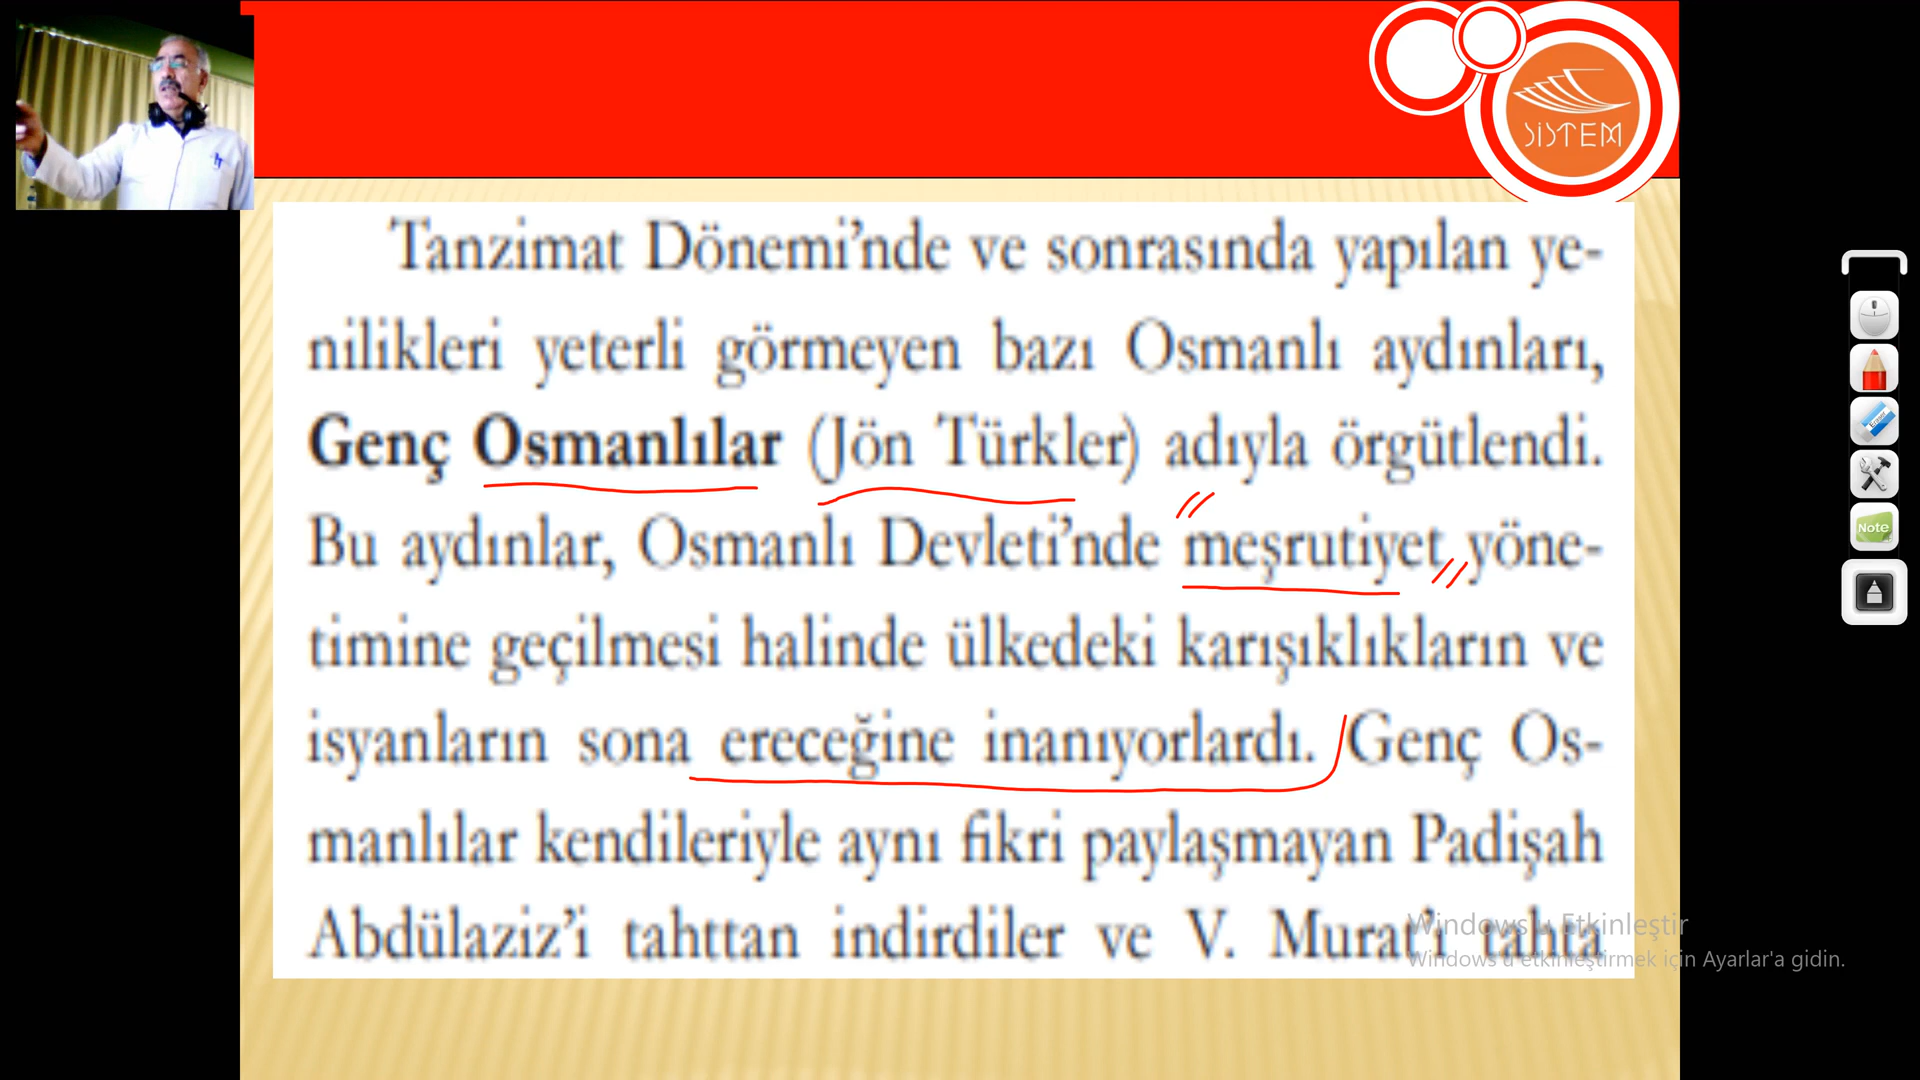 SİSTEM
Tanzimat Dönemi'nde ve sonrasında yapılan ye-
nilikleri yeterli görmeyen bazı Osmanlı aydınları,
Genç Osmanlılar (Jön Türkler) adıyla örgütlendi.
Bu aydınlar, Osmanlı Devleti'nde "meşrutiyet" yöne-
timine geçilmesi halinde ülkedeki karışıklıkların ve
isyanların sona ereceğine inanıyorlardı. Genç Os-
manlılar kendileriyle aynı fikri paylaşmayan Padişah
Abdülaziz'i tahttan indirdiler ve V. Murat'ı tahta
Windows'u Etkinleştir
Windows'u etkinleştirmek için Ayarlar'a gidin.
Note